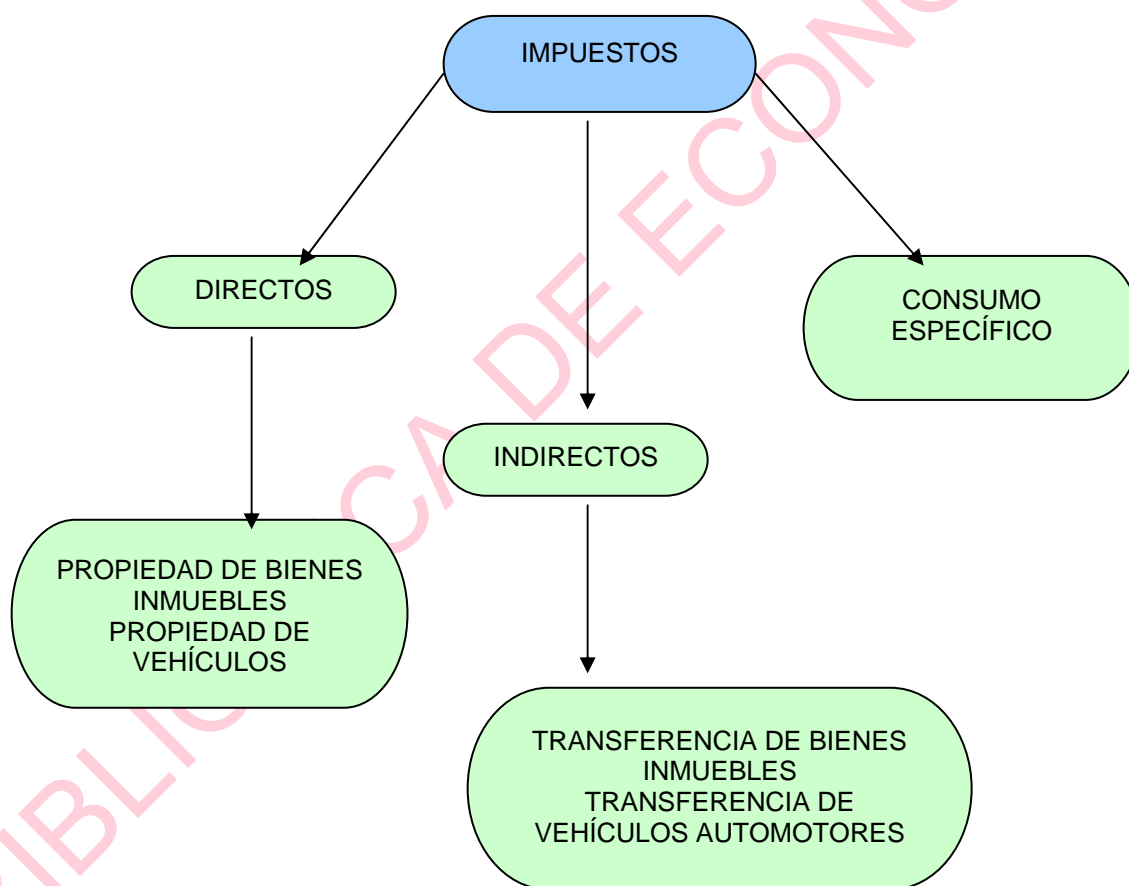 IMPUESTOS
DIRECTOS
CONSUMO
ESPECÍFICO
INDIRECTOS
PROPIEDAD DE BIENES
INMUEBLES
PROPIEDAD DE
VEHÍCULOS
TRANSFERENCIA DE BIENES
INMUEBLES
TRANSFERENCIA DE
VEHÍCULOS AUTOMOTORES
DE